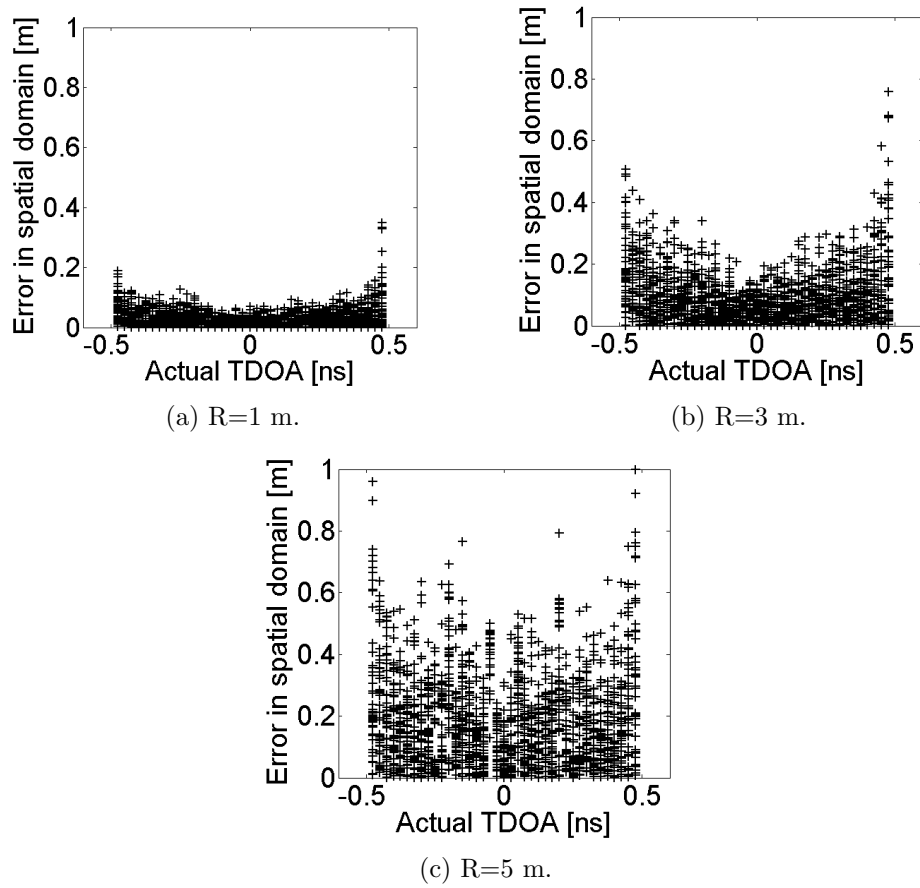 Error in spatial domain [m]
1
0.8
0.6
0.4
0.2
0
-0.5 0 0.5
Actual TDOA [ns]
(a) R=1 m.
Error in spatial domain [m]
1
0.8
0.6
0.4
0.2
0
-0.5 0 0.5
Actual TDOA [ns]
(b) R=3 m.
Error in spatial domain [m]
1
0.8
0.6
0.4
0.2
0
-0.5 0 0.5
Actual TDOA [ns]
(c) R=5 m.